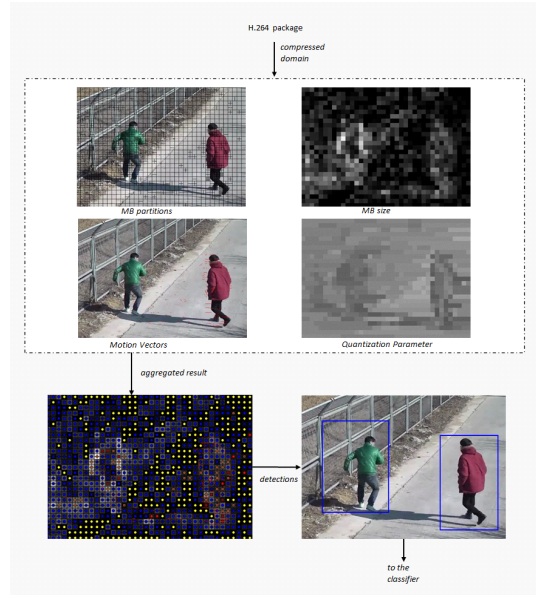 H.264 package
compressed
domain
MB partitions
MB size
Motion Vectors
Quantization Parameter
aggregated result
detections
to the
classifier